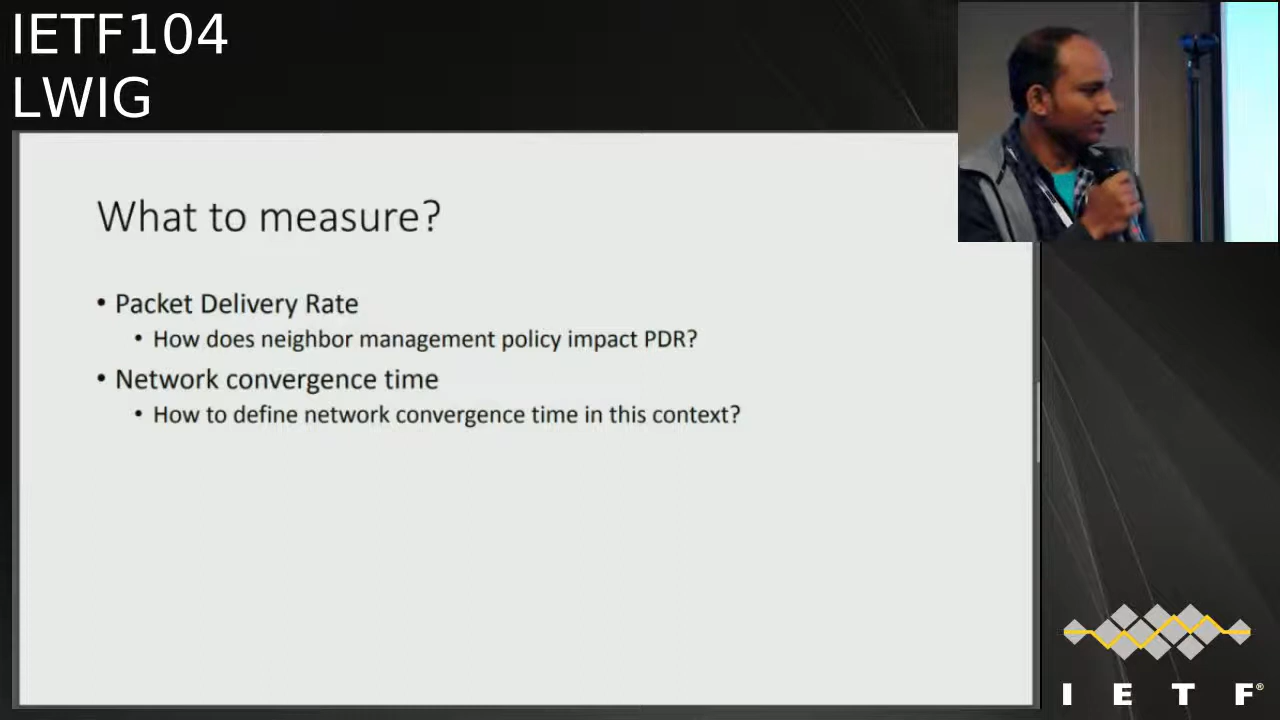 IETF104
LWIG
What to measure?
• Packet Delivery Rate
• How does neighbor management policy impact PDR?
• Network convergence time
• How to define network convergence time in this context?
I E T F®